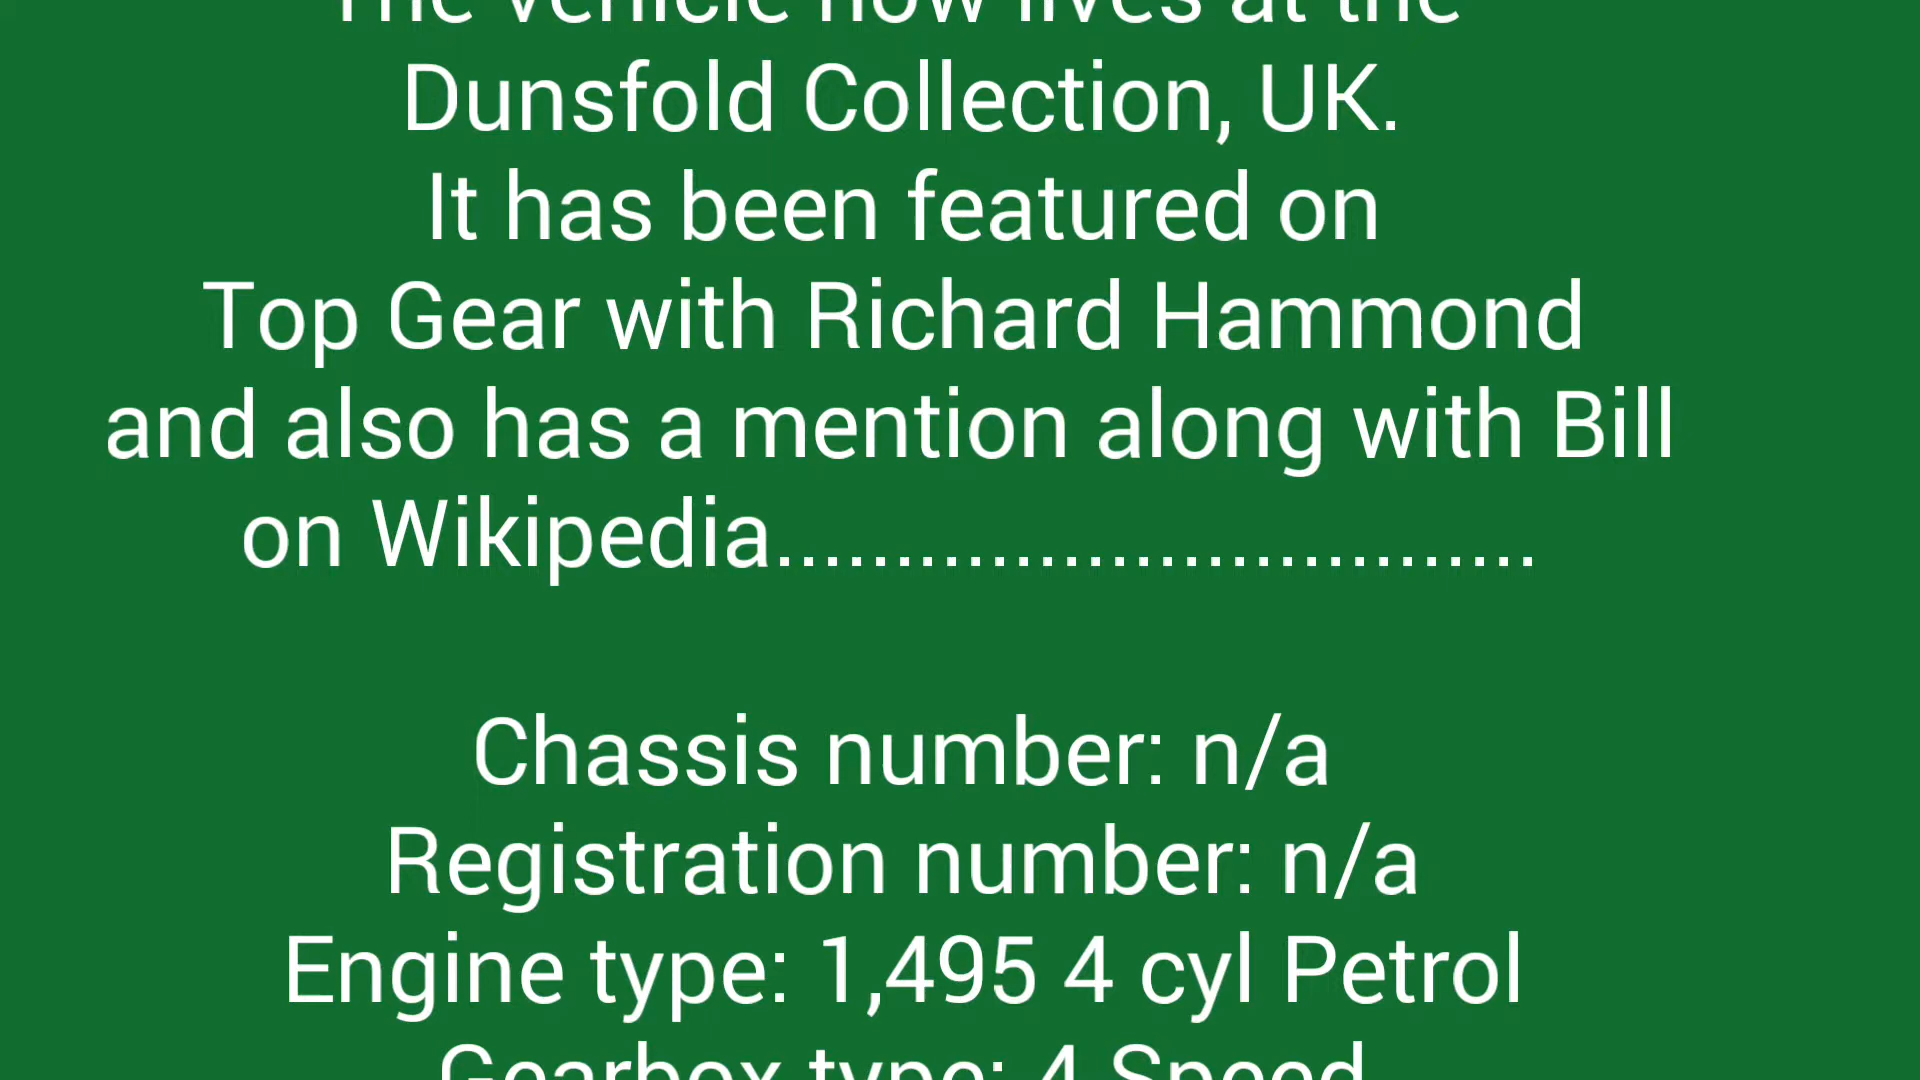 The vehicle now lives at the
Dunsfold Collection, UK.
It has been featured on
Top Gear with Richard Hammond
and also has a mention along with Bill
on Wikipedia................................
Chassis number: n/a
Registration number: n/a
Engine type: 1,495 4 cyl Petrol
Gearbox type: 4 Speed